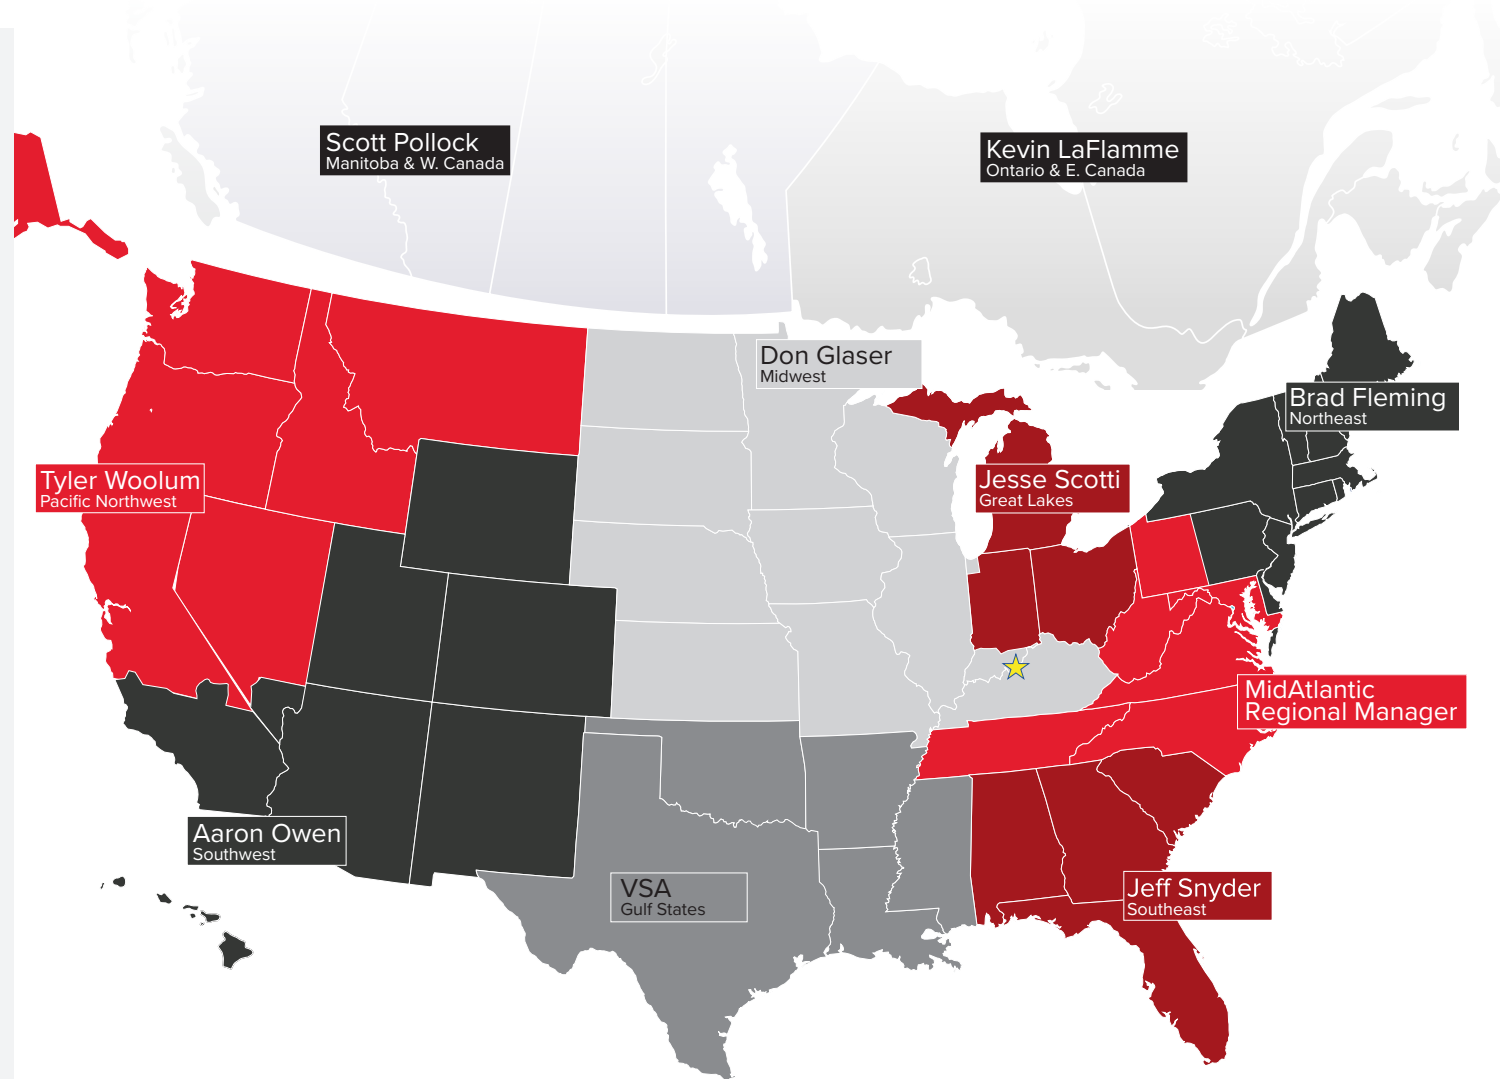 Scott Pollock
Manitoba & W. Canada
Kevin LaFlamme
Ontario & E. Canada
Don Glaser
Midwest
Brad Fleming
Northeast
Tyler Woolum
Pacific Northwest
Jesse Scotti
Great Lakes
MidAtlantic
Regional Manager
Aaron Owen
Southwest
VSA
Gulf States
Jeff Snyder
Southeast